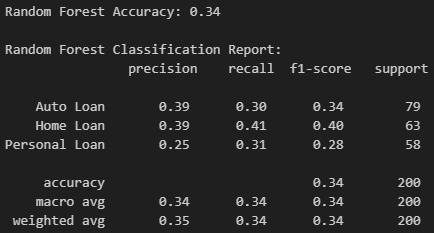 Random Forest Accuracy: 0.34
Random Forest Classification Report:
precision recall f1-score support
Auto Loan 0.39 0.30 0.34 79
Home Loan 0.39 0.41 0.40 63
Personal Loan 0.25 0.31 0.28 58
accuracy 0.34 200
macro avg 0.34 0.34 0.34 200
weighted avg 0.35 0.34 0.34 200